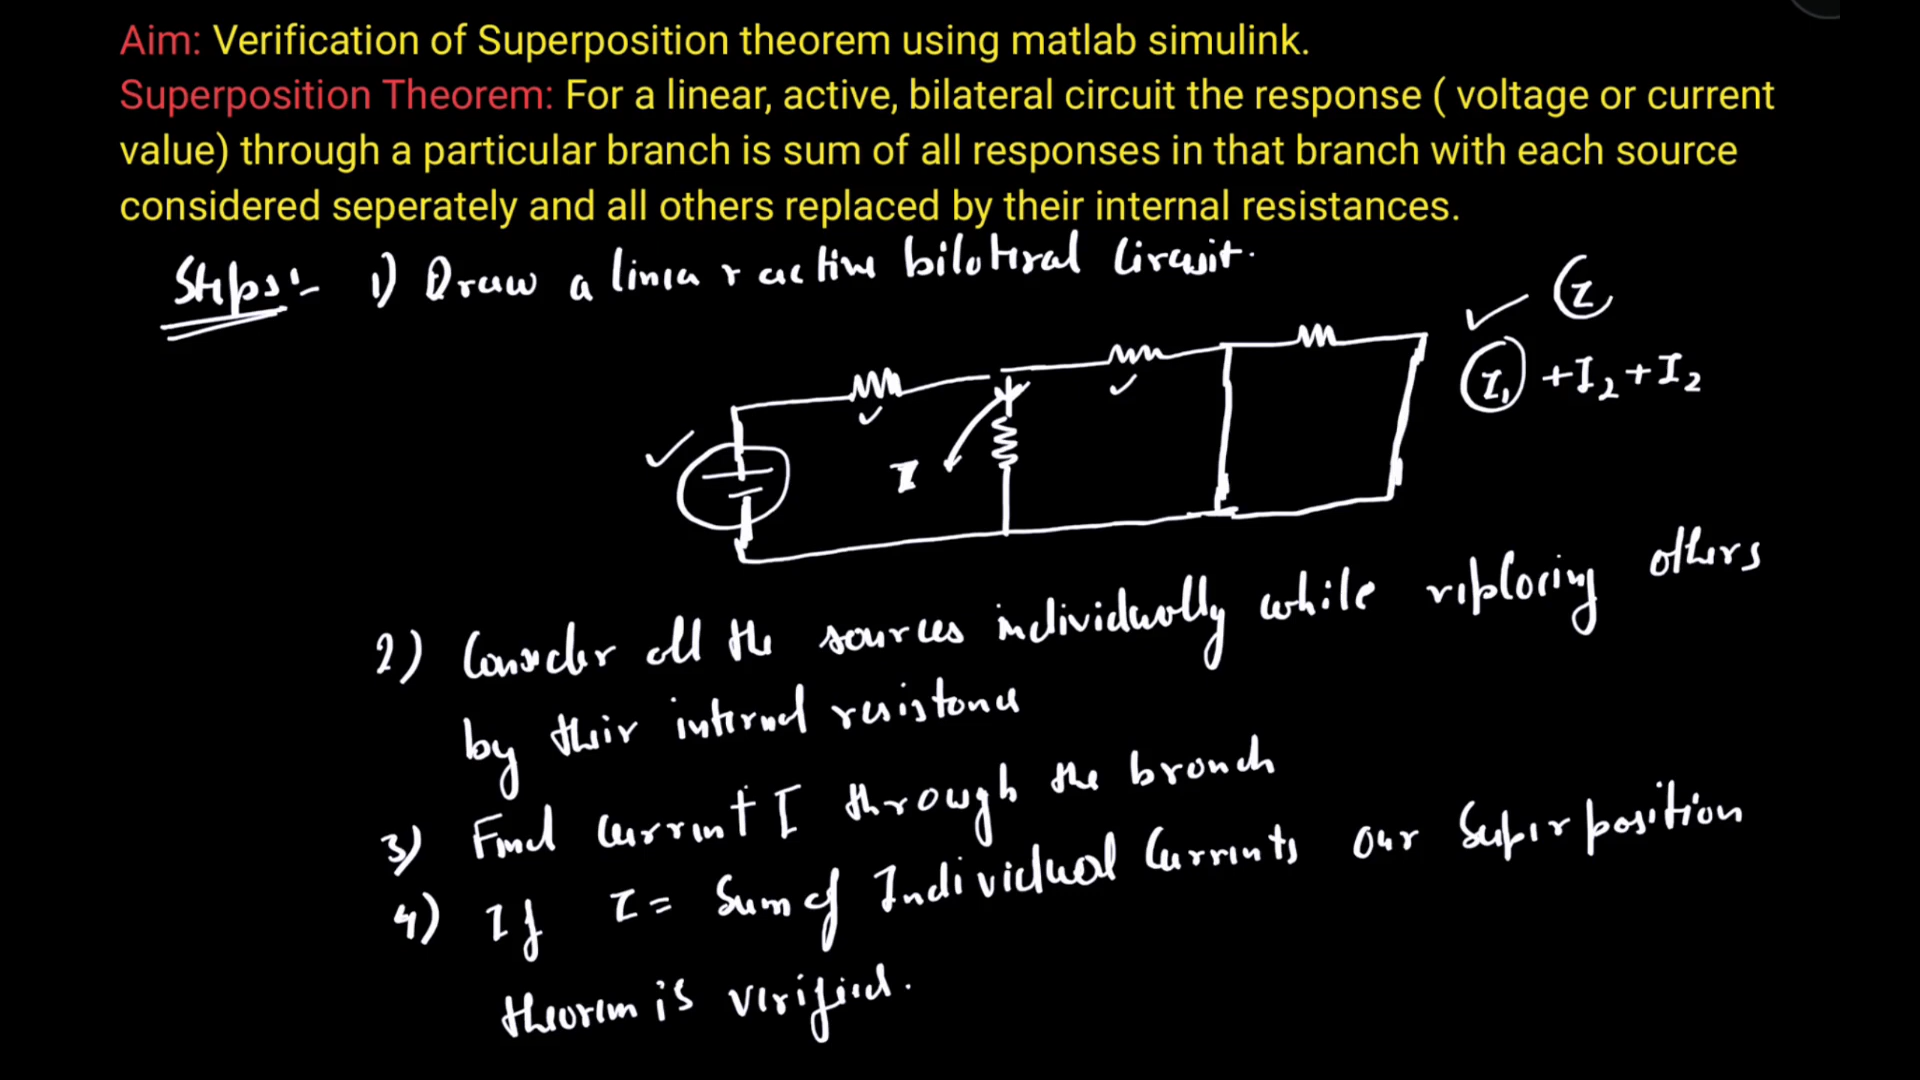 Aim: Verification of Superposition theorem using matlab simulink.
Superposition Theorem: For a linear, active, bilateral circuit the response ( voltage or current
value) through a particular branch is sum of all responses in that branch with each source
considered seperately and all others replaced by their internal resistances.
Steps:- 1) Draw a linear active bilateral Circuit.
I
I1 + I2 + I2
I
2) Consider all the sources individually while replacing others
by their internal resistance
3) Find Current I through the branch
4) If I = Sum of Individual Currents our Superposition
theorem is verified.